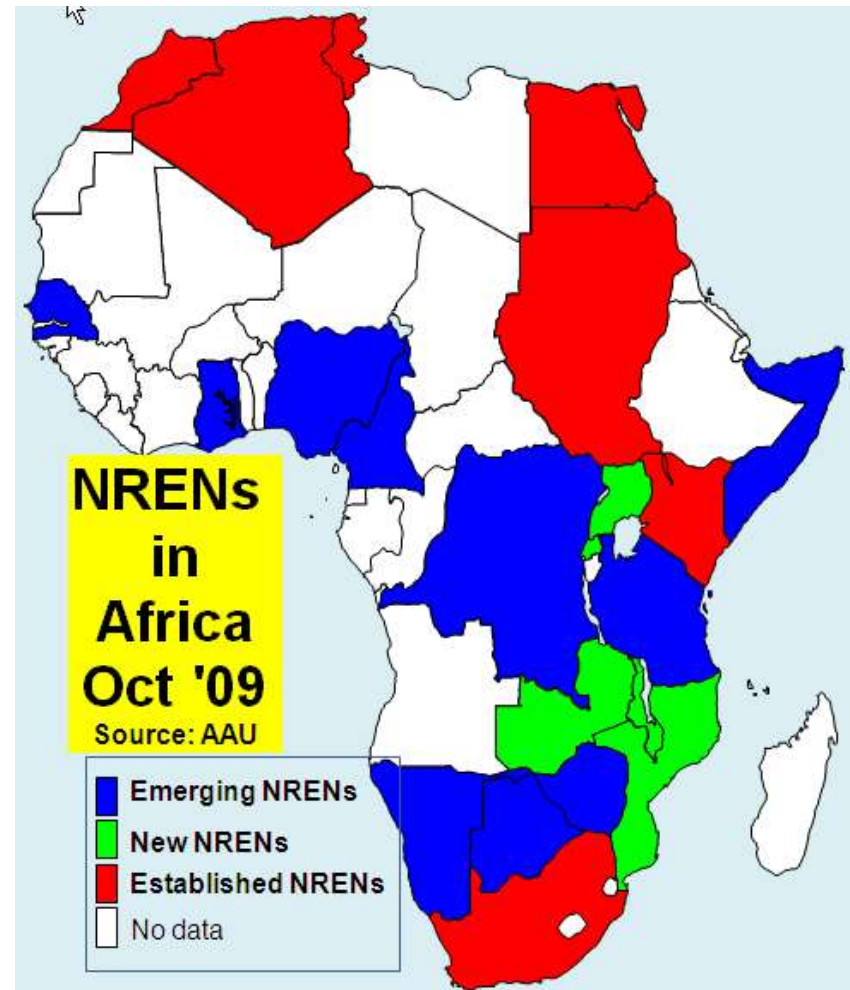 NRENs
in
Africa
Oct '09
Source: AAU
Emerging NRENs
New NRENs
Established NRENs
No data